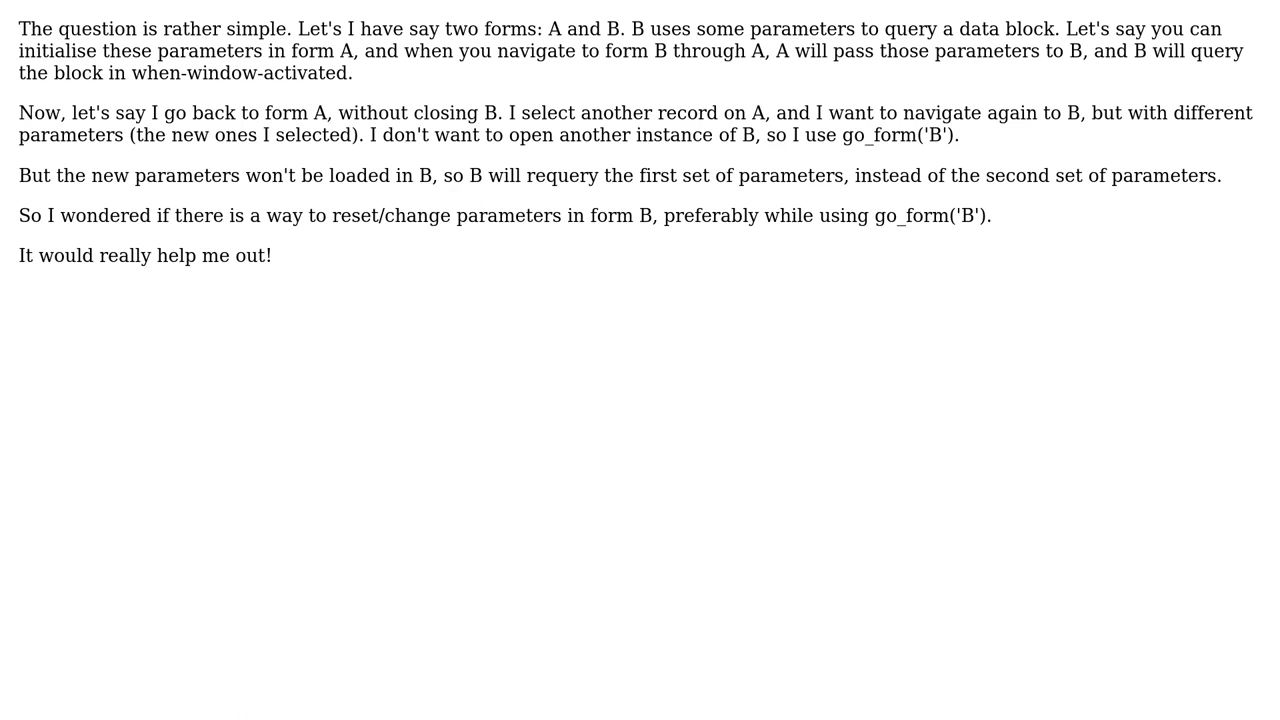 The question is rather simple. Let's I have say two forms: A and B. B uses some parameters to query a data block. Let's say you can
initialise these parameters in form A, and when you navigate to form B through A, A will pass those parameters to B, and B will query
the block in when-window-activated.
Now, let's say I go back to form A, without closing B. I select another record on A, and I want to navigate again to B, but with different
parameters (the new ones I selected). I don't want to open another instance of B, so I use go_form('B').
But the new parameters won't be loaded in B, so B will requery the first set of parameters, instead of the second set of parameters.
So I wondered if there is a way to reset/change parameters in form B, preferably while using go_form('B').
It would really help me out!